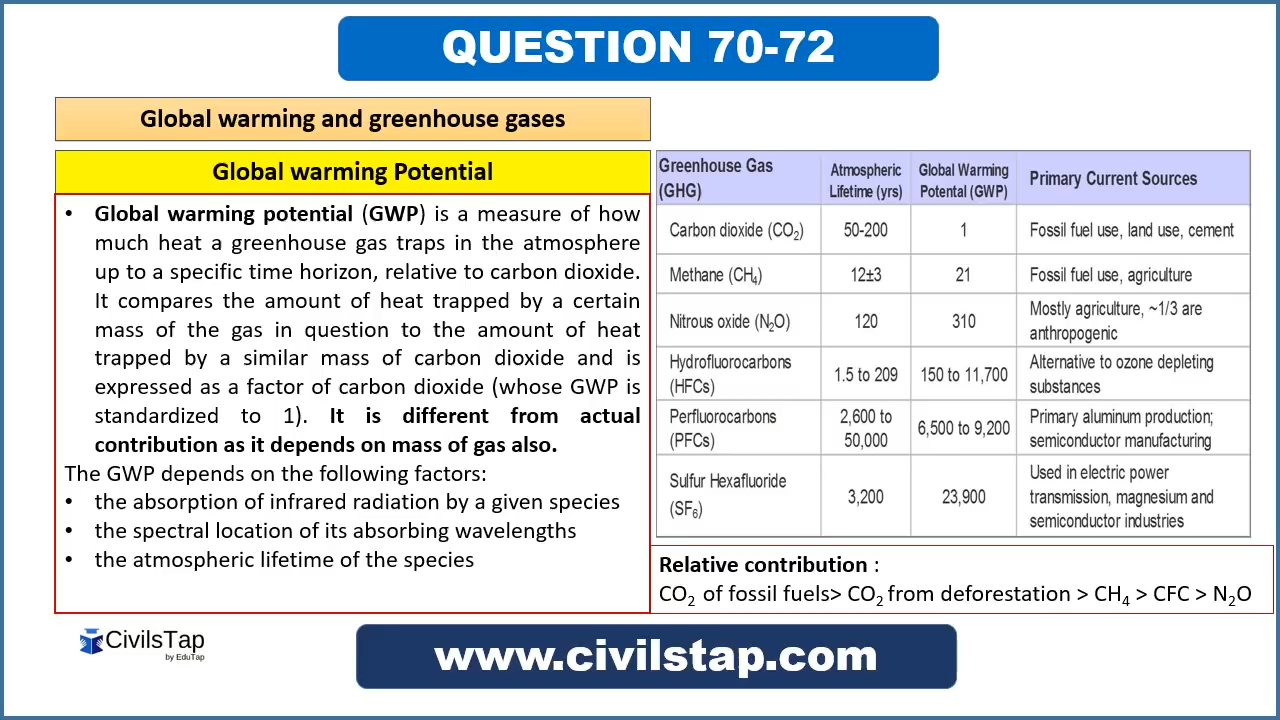 QUESTION 70-72
Global warming and greenhouse gases
Global warming Potential
• Global warming potential (GWP) is a measure of how
much heat a greenhouse gas traps in the atmosphere
up to a specific time horizon, relative to carbon dioxide.
It compares the amount of heat trapped by a certain
mass of the gas in question to the amount of heat
trapped by a similar mass of carbon dioxide and is
expressed as a factor of carbon dioxide (whose GWP is
standardized to 1). It is different from actual
contribution as it depends on mass of gas also.
The GWP depends on the following factors:
• the absorption of infrared radiation by a given species
• the spectral location of its absorbing wavelengths
• the atmospheric lifetime of the species
Greenhouse Gas
(GHG)
Atmospheric
Lifetime (yrs)
Global Warming
Potential (GWP)
Primary Current Sources
Carbon dioxide (CO₂)
50-200
1
Fossil fuel use, land use, cement
Methane (CH₄)
12±3
21
Fossil fuel use, agriculture
Nitrous oxide (N₂O)
120
310
Mostly agriculture, ~1/3 are
anthropogenic
Hydrofluorocarbons
(HFCs)
1.5 to 209
150 to 11,700
Alternative to ozone depleting
substances
Perfluorocarbons
(PFCs)
2,600 to
50,000
6,500 to 9,200
Primary aluminum production;
semiconductor manufacturing
Sulfur Hexafluoride
(SF₆)
3,200
23,900
Used in electric power
transmission, magnesium and
semiconductor industries
Relative contribution :
CO₂ of fossil fuels> CO₂ from deforestation > CH₄ > CFC > N₂O
CivilsTap
by EduTap
www.civilstap.com